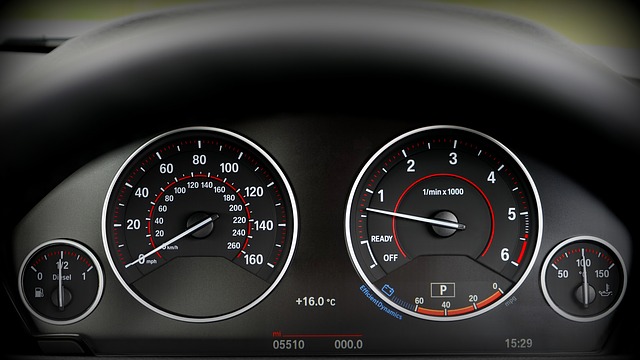 0 1/2 1
Diesel
0 20 40 60 80 100 120 140 160
mph
0 20 40 60 80 100 120 140 160 180 200 220 240 260
km/h
OFF
READY
1 2 3 4 5 6
1/min x 1000
P
EfficientDynamics
60 40 20 0
mpg
50 100 150
+16.0 °C
mi
05510 000.0
15:29